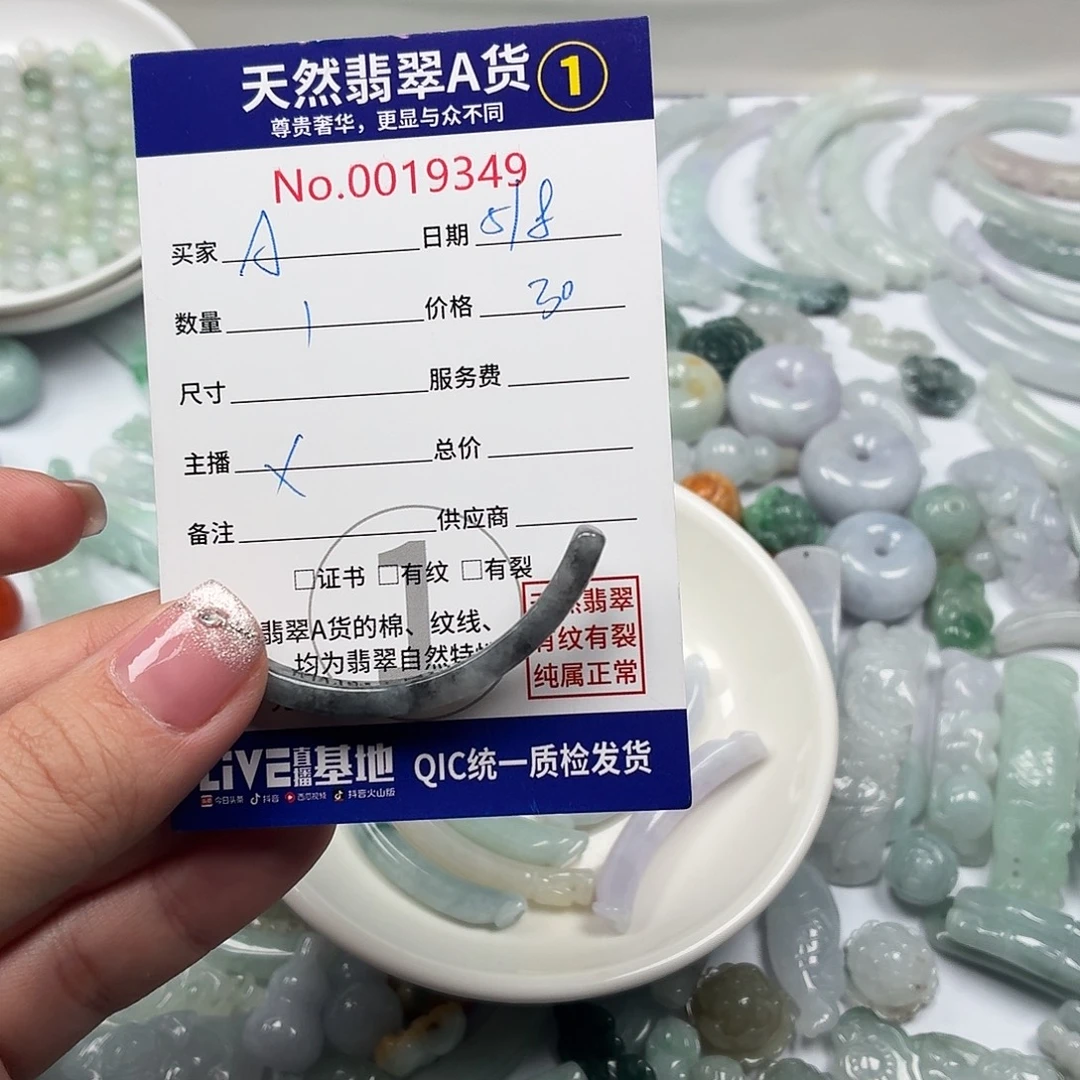 天然翡翠A货 1
尊贵奢华，更显与众不同
No.0019349
买家 A 日期 5/8
数量 1 价格 30
尺寸 服务费
主播 X 总价
备注 供应商
1
□证书 □有纹 □有裂
翡翠A货的棉、纹线、
均为翡翠自然特
天然翡翠
有纹有裂
纯属正常
LIVE直播基地 QIC统一质检发货
今日头条 抖音 西瓜视频 抖音火山版